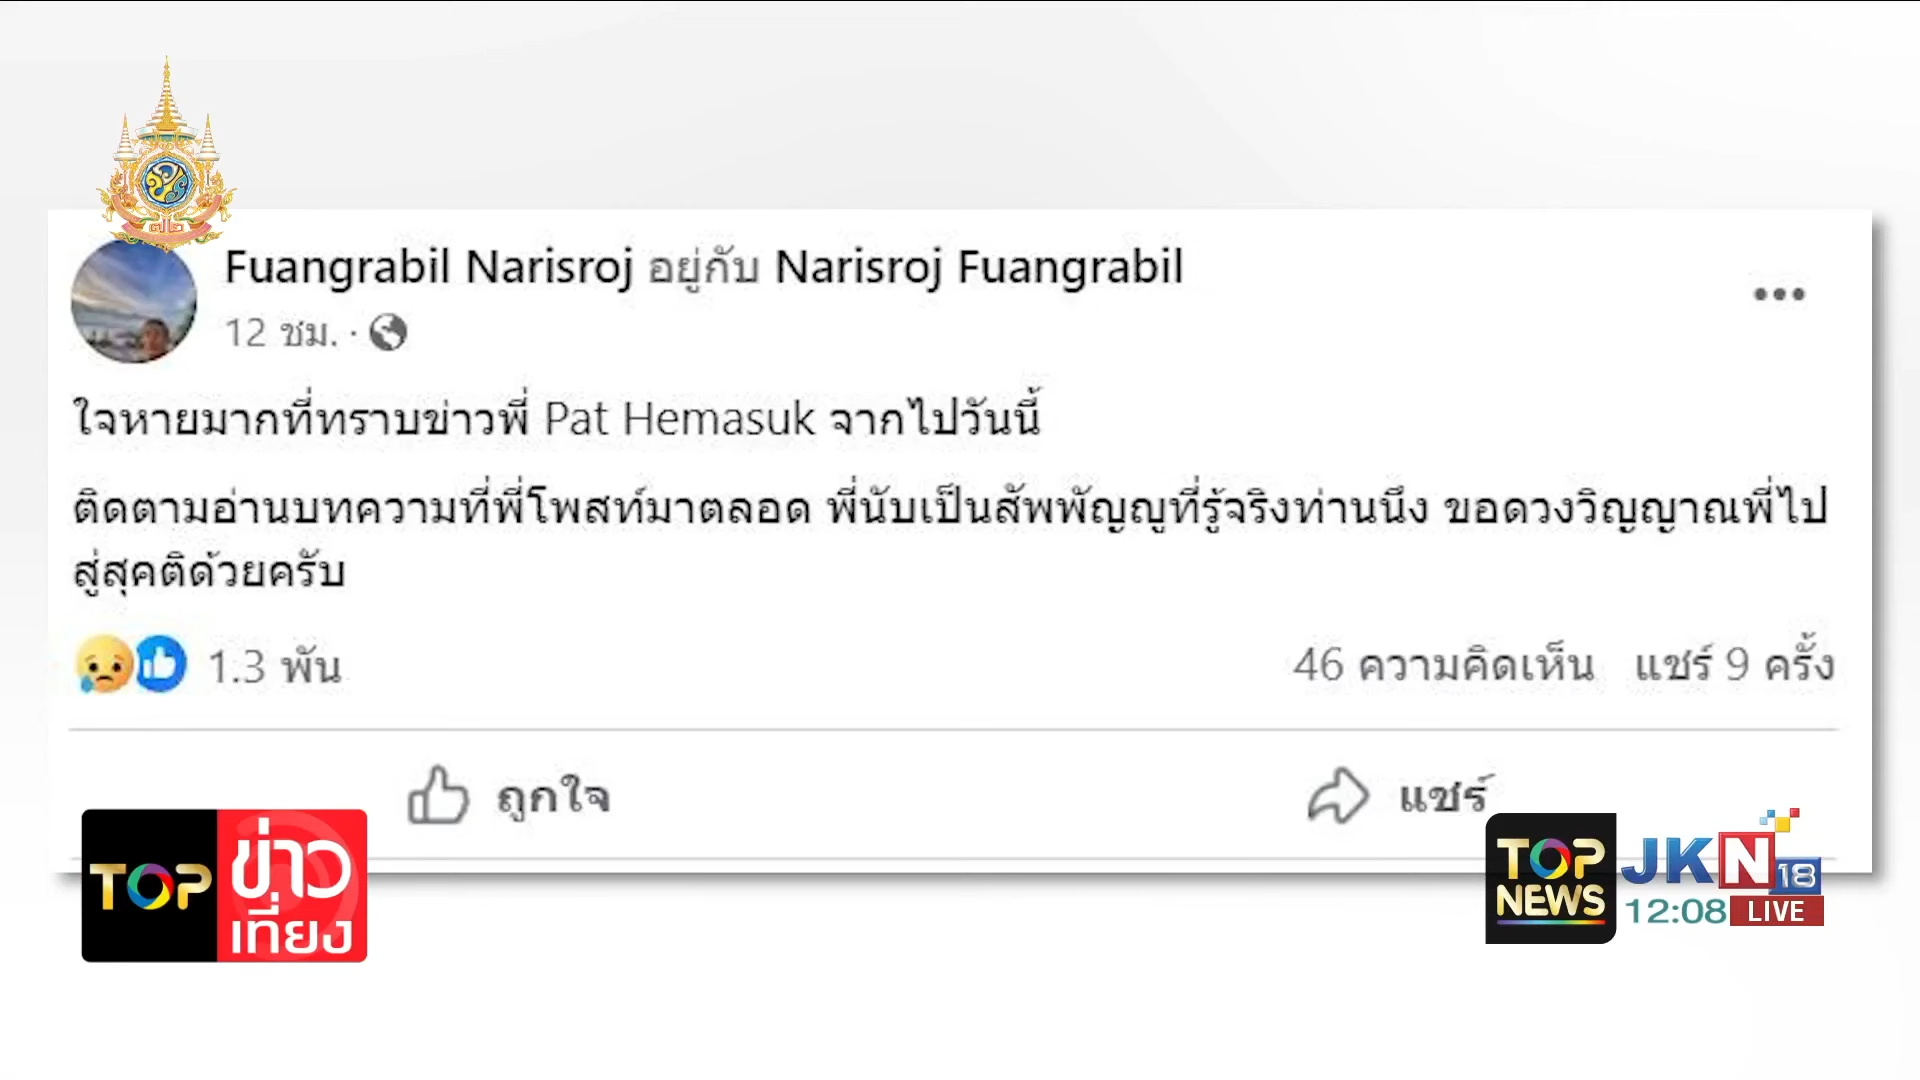 Fuangrabil Narisroj อยู่กับ Narisroj Fuangrabil
12 ชม. ·
ใจหายมากที่ทราบข่าวพี่ Pat Hemasuk จากไปวันนี้
ติดตามอ่านบทความที่พี่โพสท์มาตลอด พี่นับเป็นสัพพัญญูที่รู้จริงท่านนึง ขอดวงวิญญาณพี่ไป
สู่สุคติด้วยครับ
1.3 พัน 46 ความคิดเห็น แชร์ 9 ครั้ง
ถูกใจ แชร์
TOP ข่าว
เที่ยง
TOP
NEWS
JKN18
12:08 LIVE
๗๒